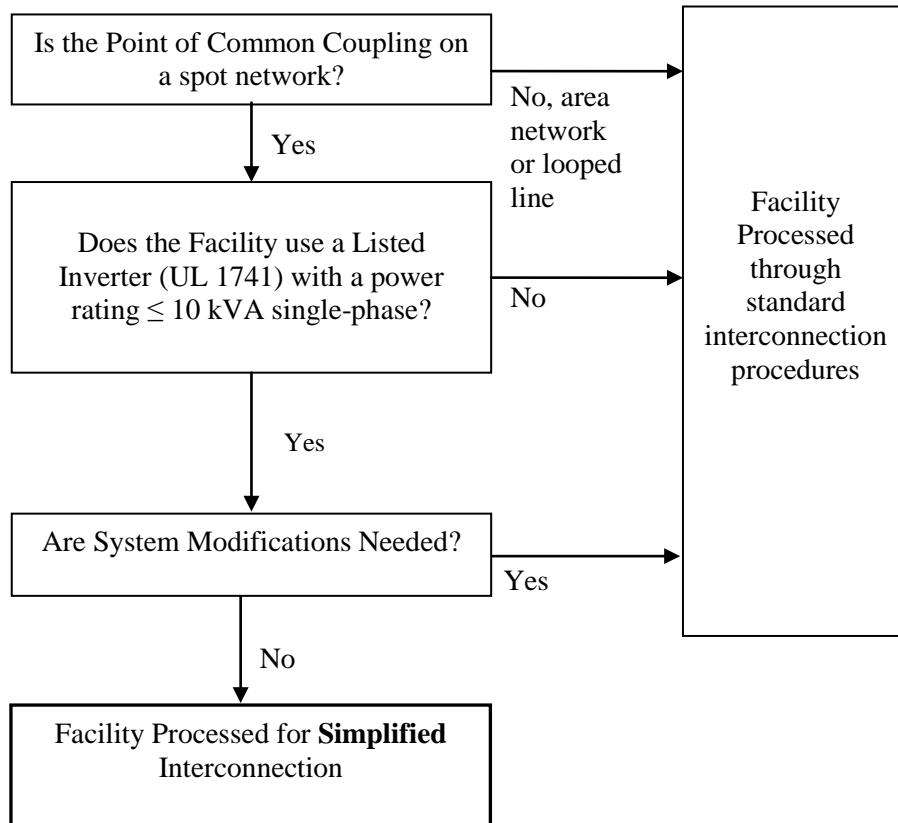 Is the Point of Common Coupling on
a spot network?
No, area
network
or looped
line
Yes
Does the Facility use a Listed
Inverter (UL 1741) with a power
rating ≤ 10 kVA single-phase?
No
Facility
Processed
through
standard
interconnection
procedures
Yes
Are System Modifications Needed?
Yes
No
Facility Processed for Simplified
Interconnection